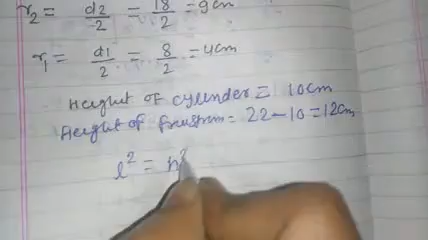 r2 = d2/2 = 18/2 = 9cm
r1 = d1/2 = 8/2 = 4cm
Height of cylinder = 10cm
Height of frustum = 22-10 = 12cm
l² = h²